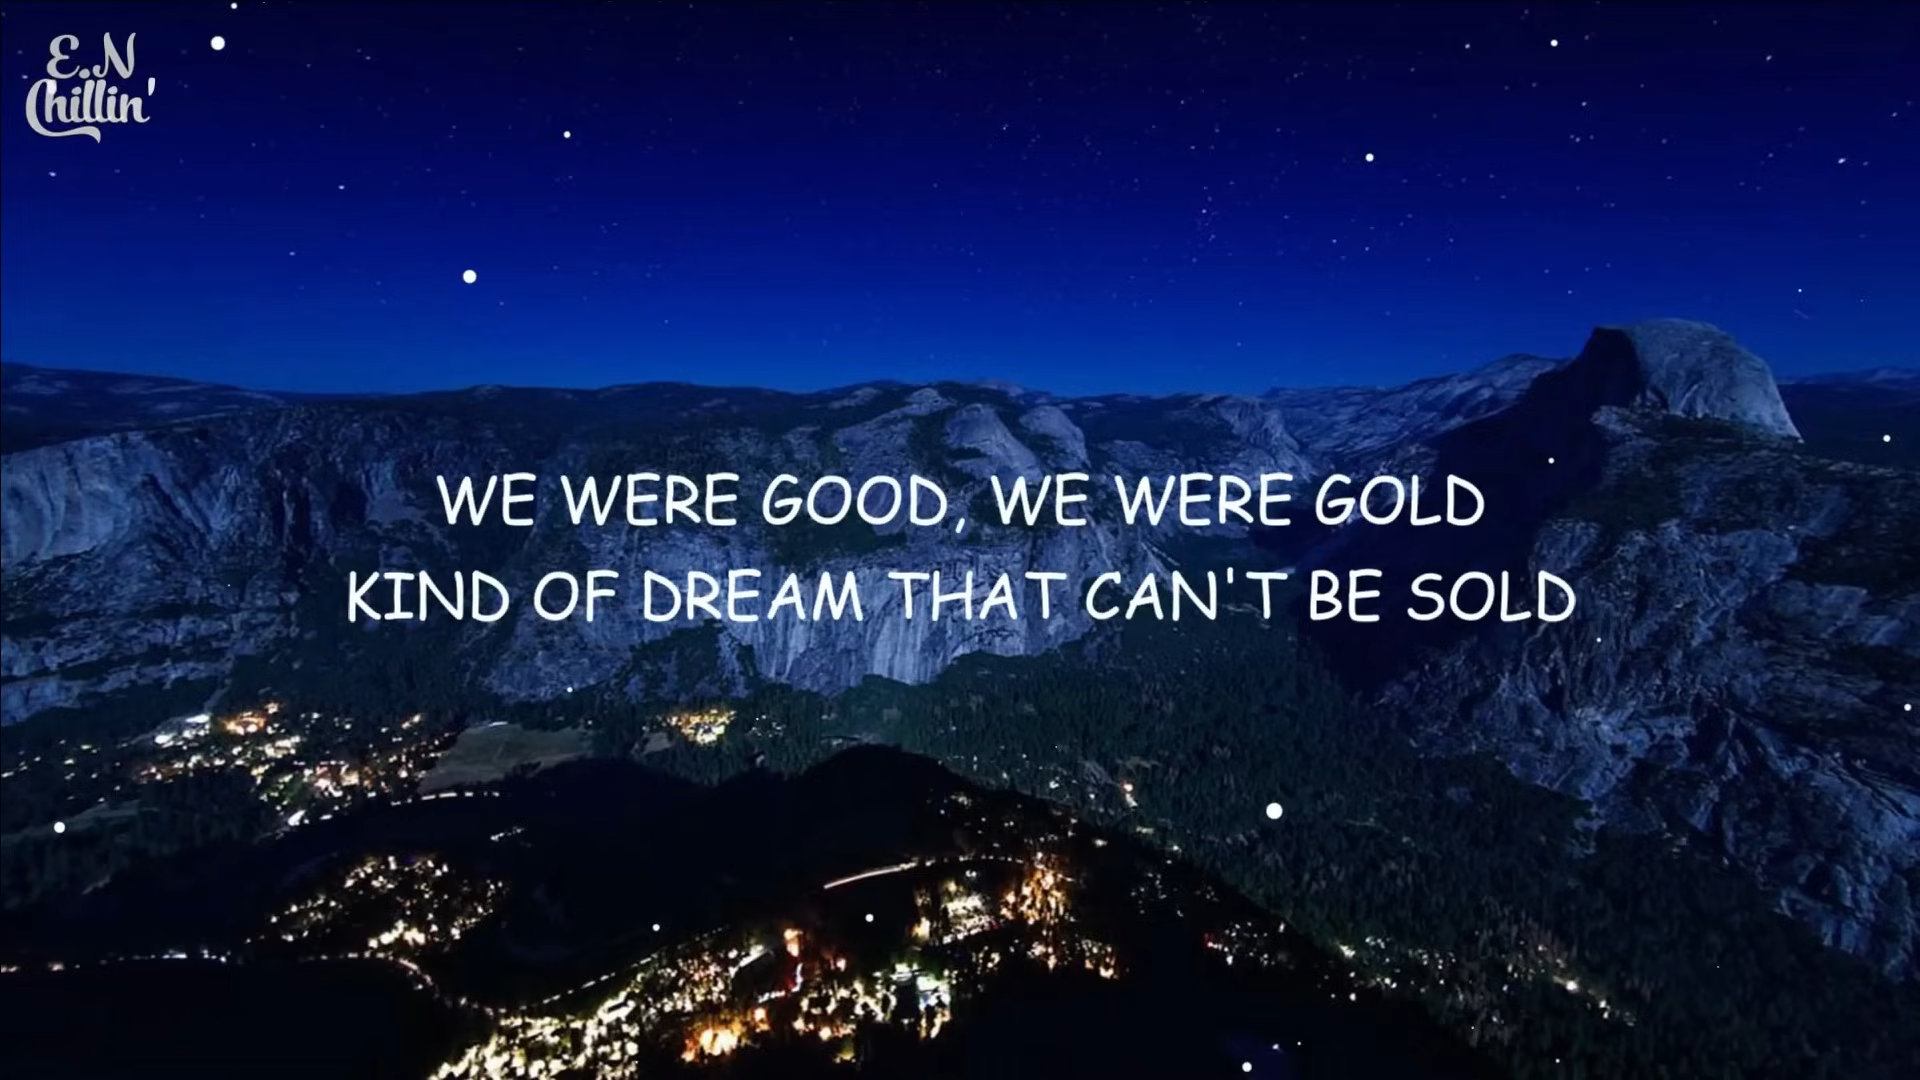 E.N
Chillin'
WE WERE GOOD, WE WERE GOLD
KIND OF DREAM THAT CAN'T BE SOLD